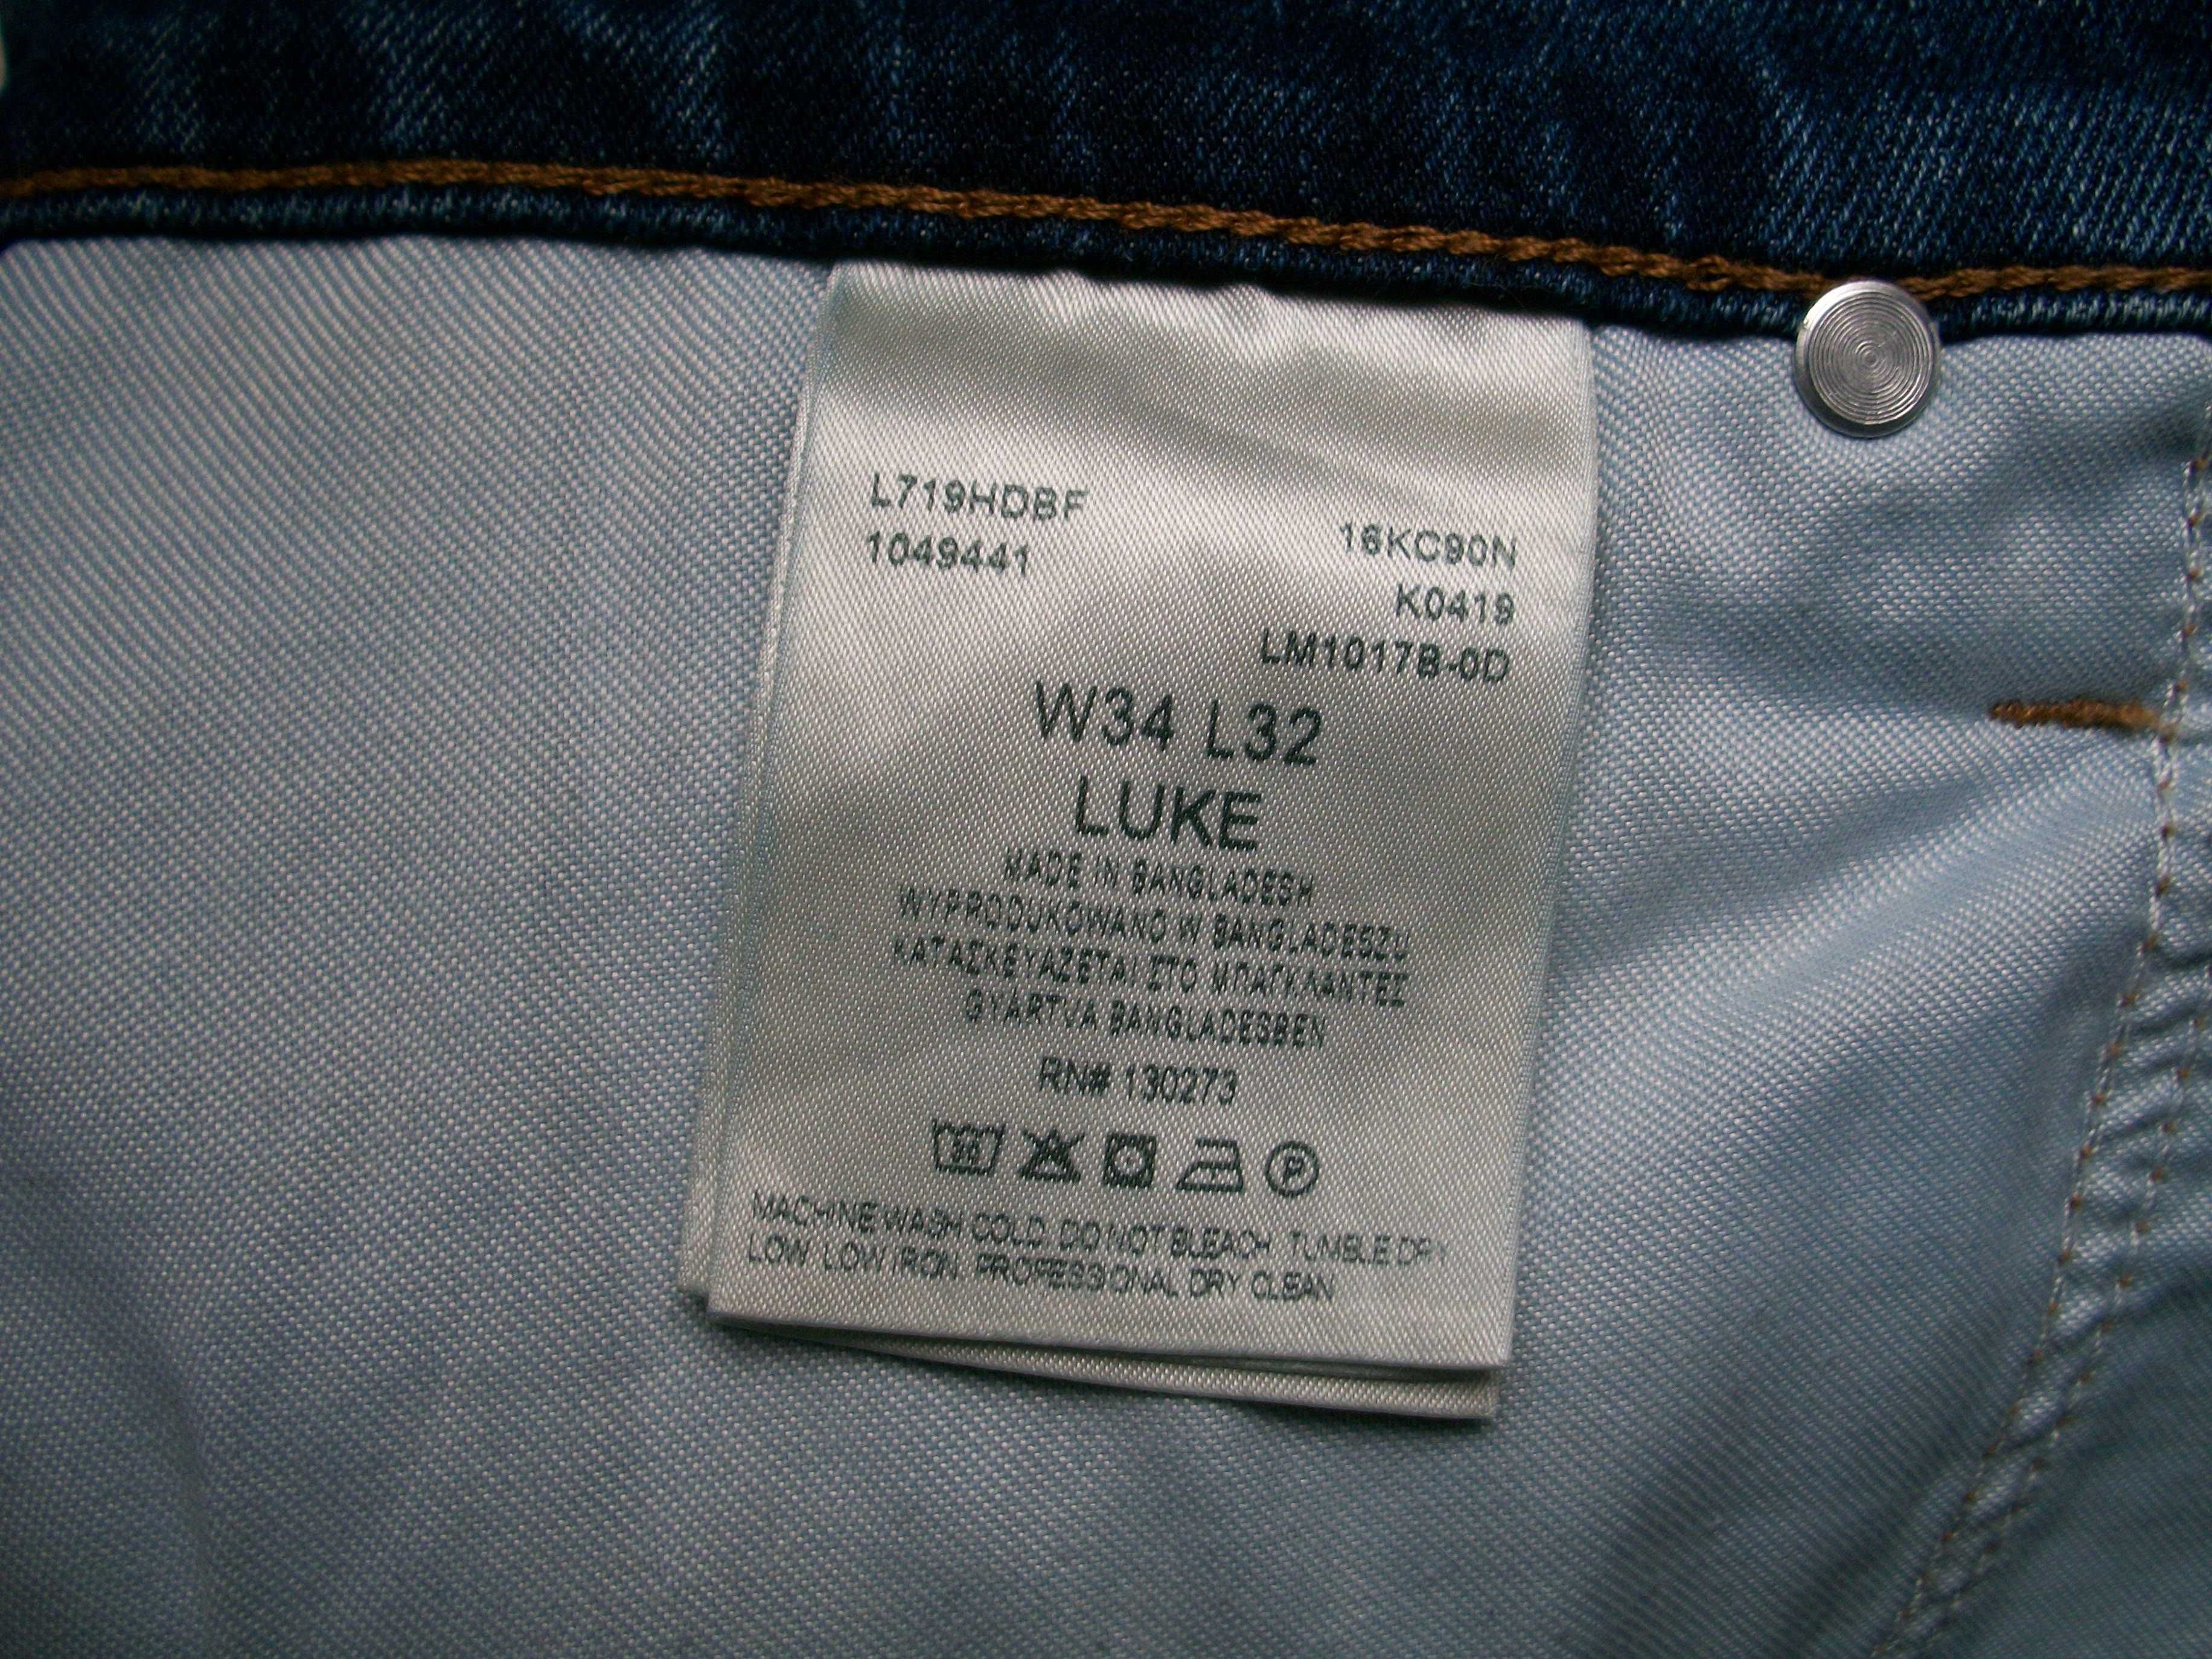 L719HDBF
1049441
16KC90N
K0419
LM1017B-0D
W34 L32
LUKE
MADE IN BANGLADESH
WYPRODUKOWANO W BANGLADESZU
ΚΑΤΑΣΚΕΥΑΖΕΤΑΙ ΣΤΟ ΜΠΑΓΚΛΑΝΤΕΣ
GYÁRTVA BANGLADESBEN
RN# 130273
P
MACHINE WASH COLD DO NOT BLEACH TUMBLE DRY
LOW LOW IRON PROFESSIONAL DRY CLEAN